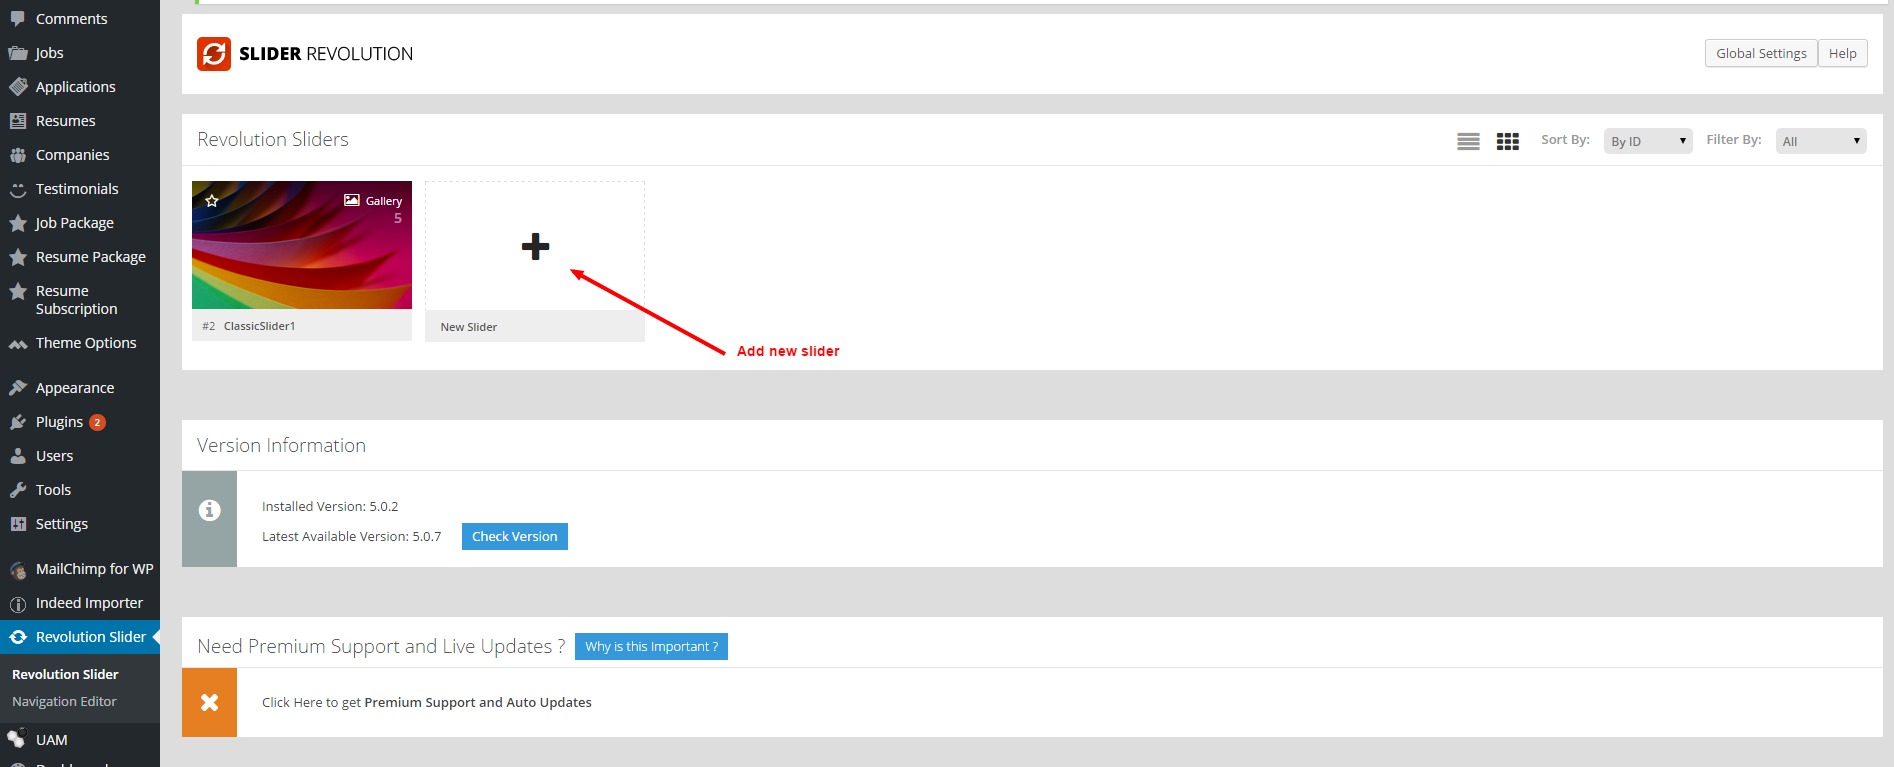 Comments
Jobs
Applications
Resumes
Companies
Testimonials
Job Package
Resume Package
Resume
Subscription
Theme Options
Appearance
Plugins 2
Users
Tools
Settings
MailChimp for WP
Indeed Importer
Revolution Slider
Revolution Slider
Navigation Editor
UAM
SLIDER REVOLUTION
Global Settings Help
Revolution Sliders
Sort By: By ID Filter By: All
Gallery
5
#2 ClassicSlider1
New Slider
Add new slider
Version Information
Installed Version: 5.0.2
Latest Available Version: 5.0.7 Check Version
Need Premium Support and Live Updates ? Why is this Important ?
Click Here to get Premium Support and Auto Updates